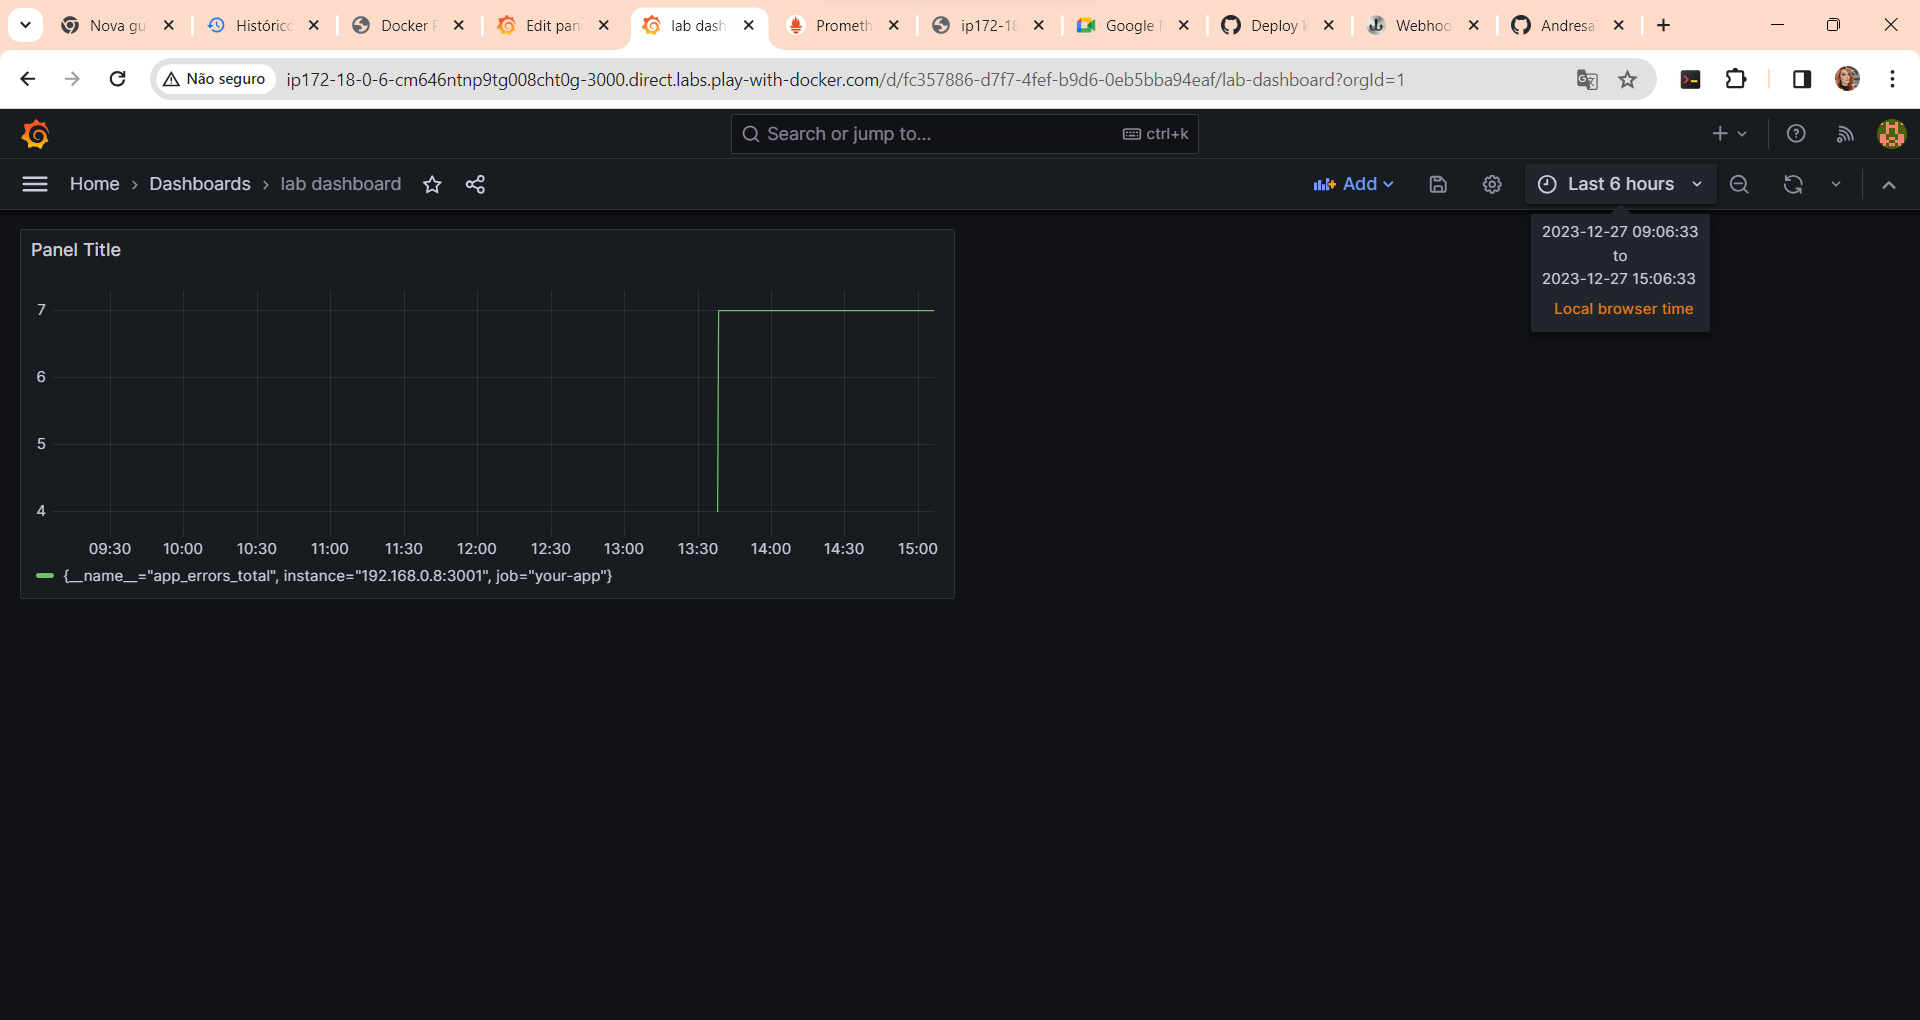 Nova gu
Históric
Docker P
Edit pan
lab dash
Prometh
ip172-18
Google
Deploy k
Webhoo
Andresa
Não seguro
ip172-18-0-6-cm646ntnp9tg008cht0g-3000.direct.labs.play-with-docker.com/d/fc357886-d7f7-4fef-b9d6-0eb5bba94eaf/lab-dashboard?orgId=1
Search or jump to...
ctrl+k
Home › Dashboards › lab dashboard
Add
Last 6 hours
2023-12-27 09:06:33
to
2023-12-27 15:06:33
Local browser time
Panel Title
7
6
5
4
09:30 10:00 10:30 11:00 11:30 12:00 12:30 13:00 13:30 14:00 14:30 15:00
{__name__="app_errors_total", instance="192.168.0.8:3001", job="your-app"}